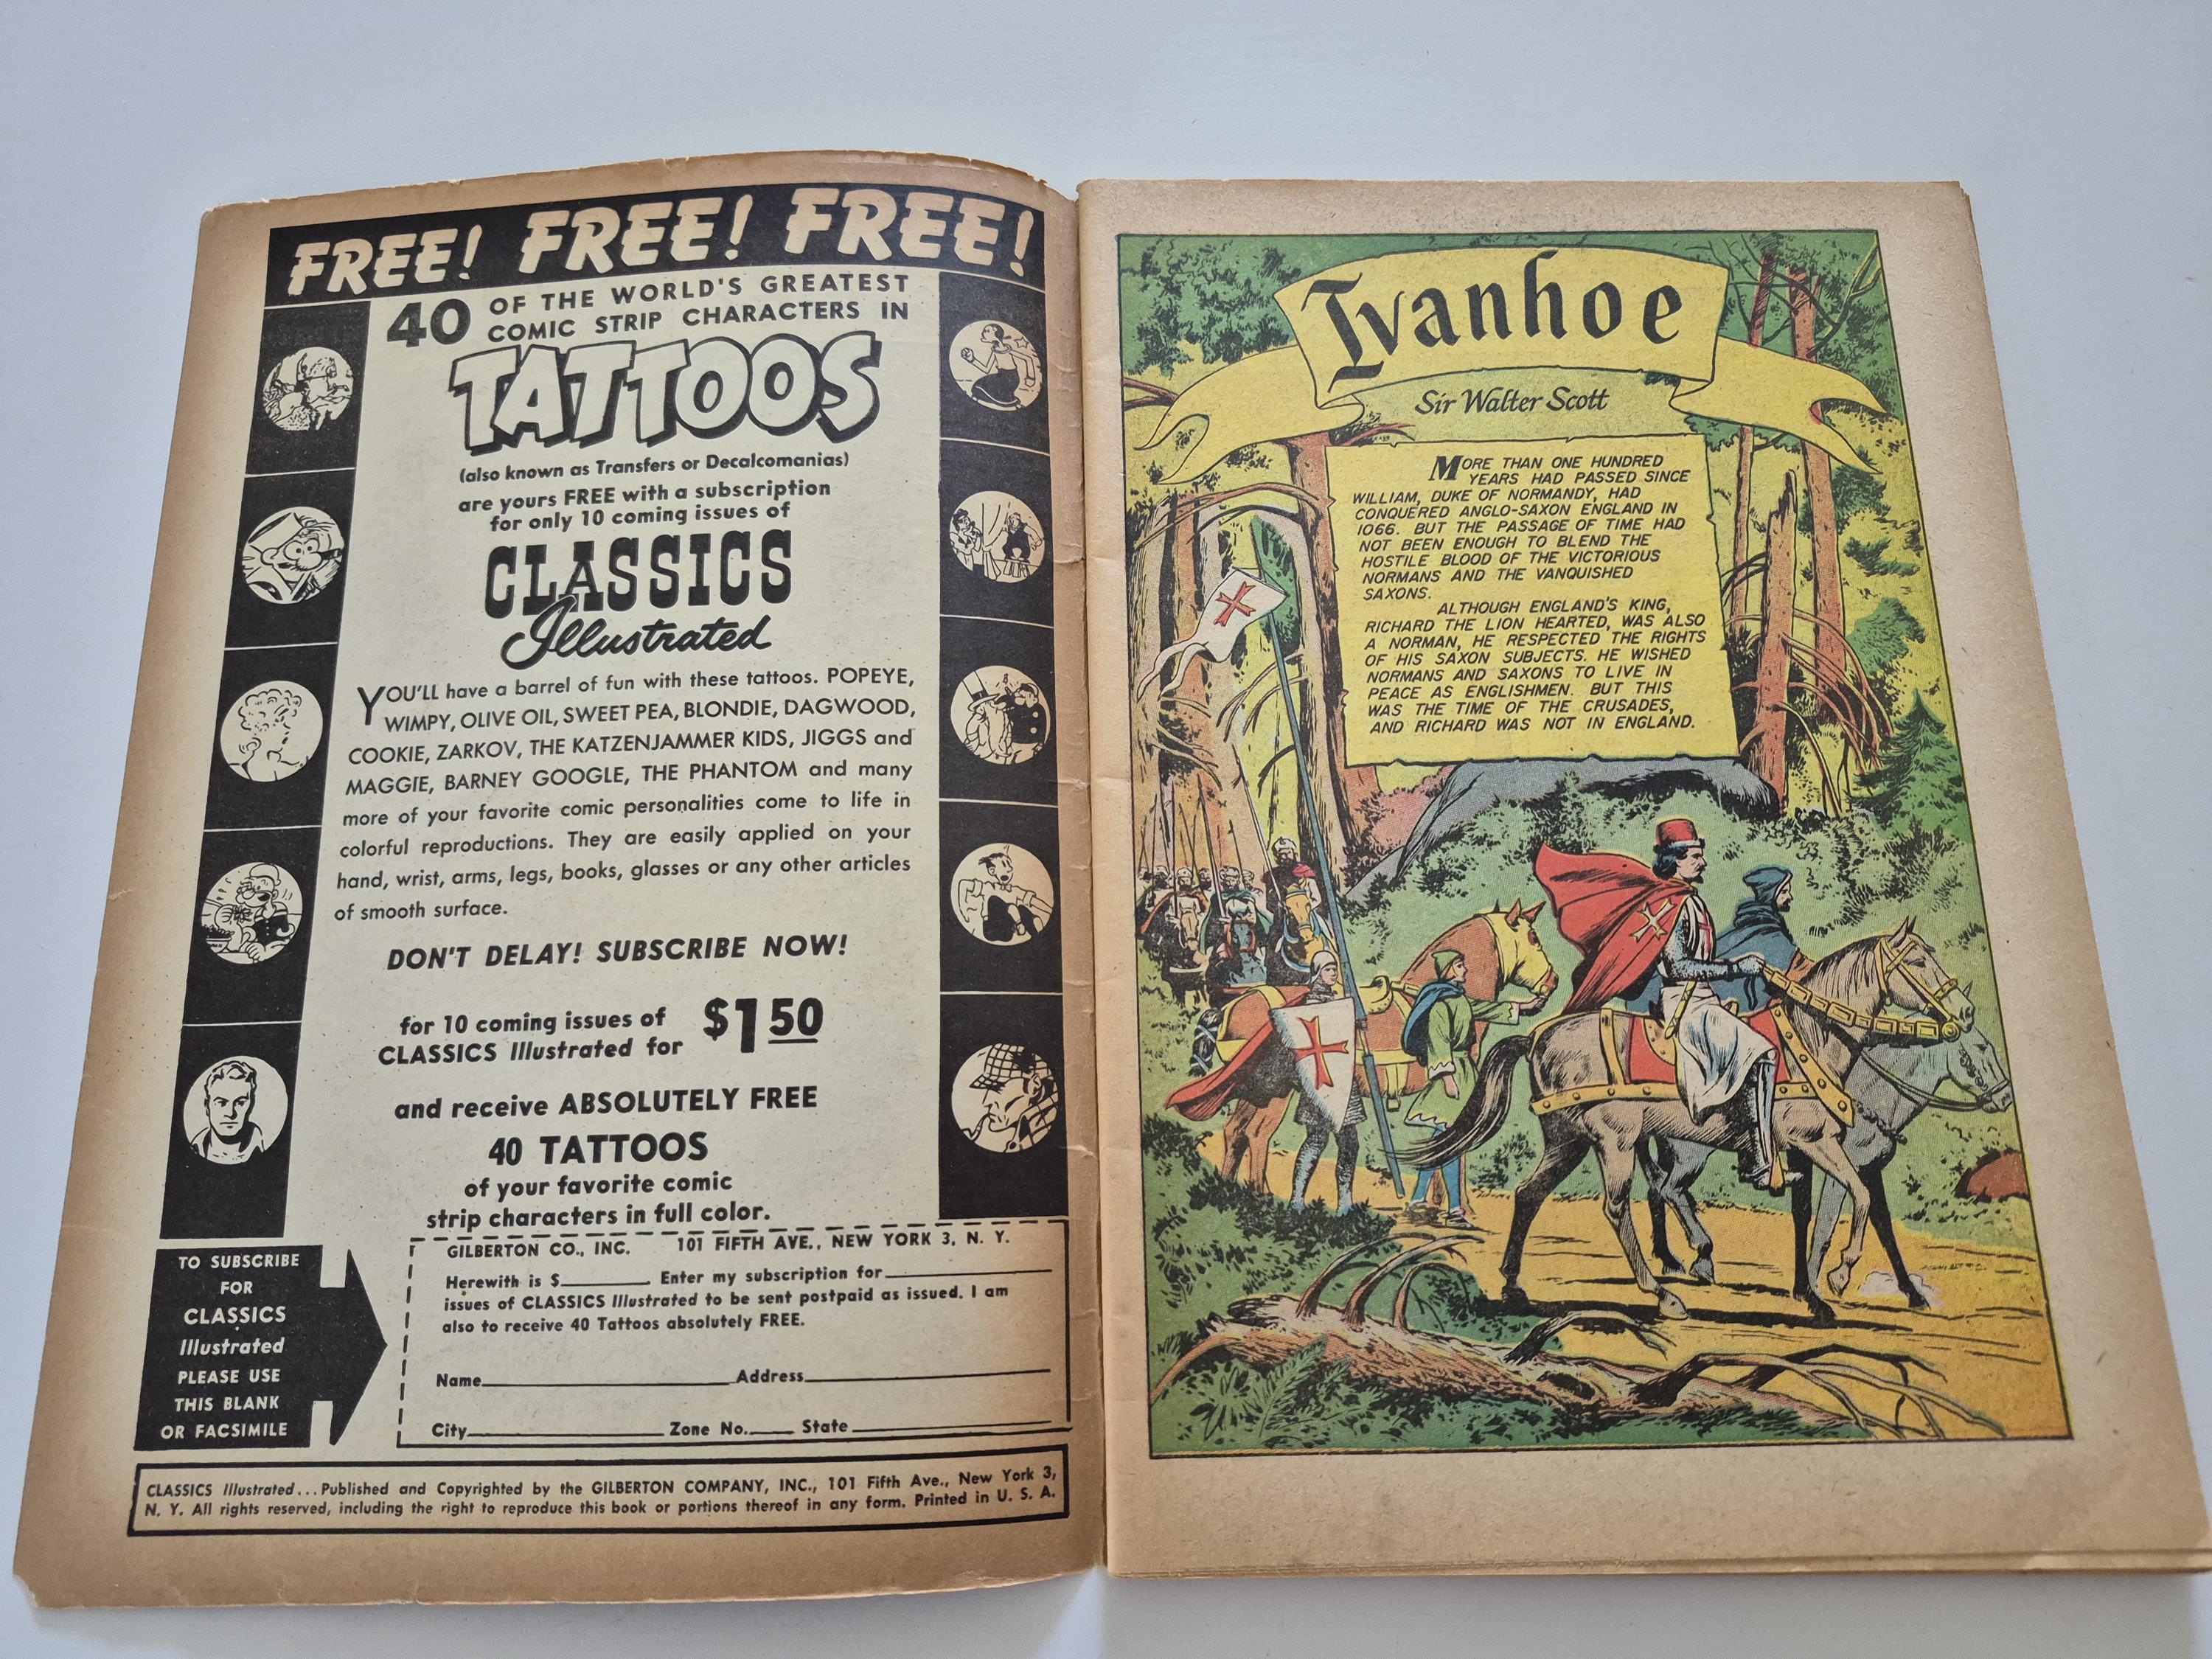 FREE! FREE! FREE!
40 OF THE WORLD'S GREATEST
COMIC STRIP CHARACTERS IN
TATTOOS
(also known as Transfers or Decalcomanias)
are yours FREE with a subscription
for only 10 coming issues of
CLASSICS
Illustrated
YOU'LL have a barrel of fun with these tattoos. POPEYE,
WIMPY, OLIVE OIL, SWEET PEA, BLONDIE, DAGWOOD,
COOKIE, ZARKOV, THE KATZENJAMMER KIDS, JIGGS and
MAGGIE, BARNEY GOOGLE, THE PHANTOM and many
more of your favorite comic personalities come to life in
colorful reproductions. They are easily applied on your
hand, wrist, arms, legs, books, glasses or any other articles
of smooth surface.
DON'T DELAY! SUBSCRIBE NOW!
for 10 coming issues of
CLASSICS Illustrated for $1 50
and receive ABSOLUTELY FREE
40 TATTOOS
of your favorite comic
strip characters in full color.
TO SUBSCRIBE
FOR
CLASSICS
Illustrated
PLEASE USE
THIS BLANK
OR FACSIMILE
GILBERTON CO., INC. 101 FIFTH AVE., NEW YORK 3, N. Y.
Herewith is $ Enter my subscription for
issues of CLASSICS Illustrated to be sent postpaid as issued. I am
also to receive 40 Tattoos absolutely FREE.
Name Address
City Zone No. State
CLASSICS Illustrated... Published and Copyrighted by the GILBERTON COMPANY, INC., 101 Fifth Ave., New York 3,
N. Y. All rights reserved, including the right to reproduce this book or portions thereof in any form. Printed in U. S. A.
Ivanhoe
Sir Walter Scott
MORE THAN ONE HUNDRED
YEARS HAD PASSED SINCE
WILLIAM, DUKE OF NORMANDY, HAD
CONQUERED ANGLO-SAXON ENGLAND IN
1066. BUT THE PASSAGE OF TIME HAD
NOT BEEN ENOUGH TO BLEND THE
HOSTILE BLOOD OF THE VICTORIOUS
NORMANS AND THE VANQUISHED
SAXONS.
ALTHOUGH ENGLAND'S KING,
RICHARD THE LION HEARTED, WAS ALSO
A NORMAN, HE RESPECTED THE RIGHTS
OF HIS SAXON SUBJECTS. HE WISHED
NORMANS AND SAXONS TO LIVE IN
PEACE AS ENGLISHMEN. BUT THIS
WAS THE TIME OF THE CRUSADES,
AND RICHARD WAS NOT IN ENGLAND.